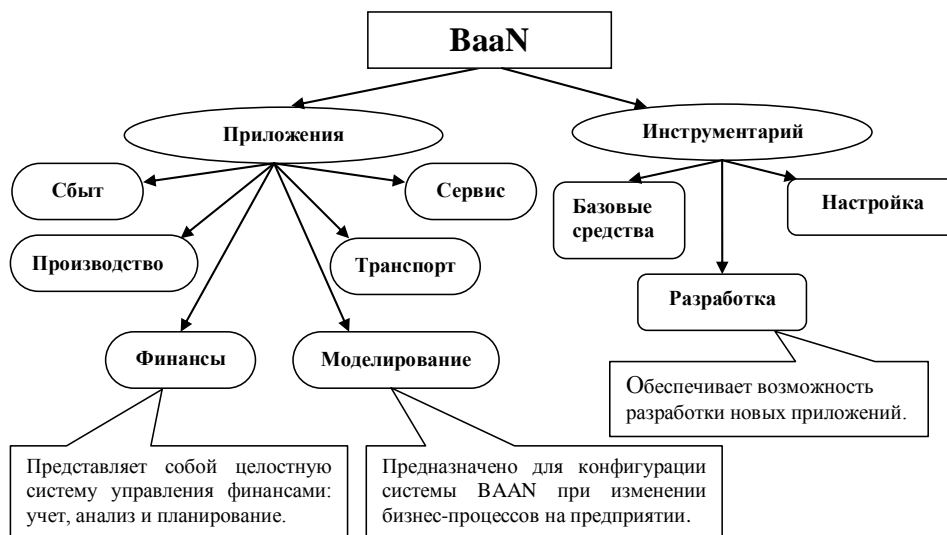 BaaN
Приложения
Инструментарий
Сбыт
Сервис
Базовые
средства
Настройка
Производство
Транспорт
Разработка
Финансы
Моделирование
Обеспечивает возможность
разработки новых приложений.
Представляет собой целостную
систему управления финансами:
учет, анализ и планирование.
Предназначено для конфигурации
системы BAAN при изменении
бизнес-процессов на предприятии.